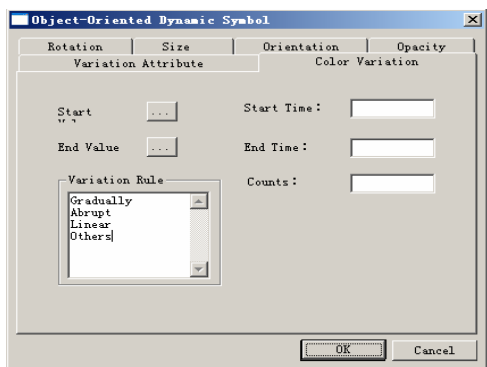 Object-Oriented Dynamic Symbol
Rotation Size Orientation Opacity
Variation Attribute Color Variation
Start ... Start Time:
End Value ... End Time:
Variation Rule Counts:
Gradually
Abrupt
Linear
Others
OK Cancel